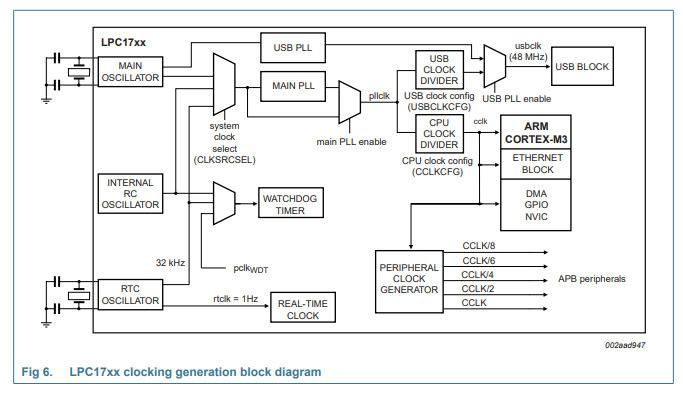 LPC17xx
MAIN
OSCILLATOR
USB PLL
MAIN PLL
system
clock
select
(CLKSRCSEL)
main PLL enable
pllclk
USB
CLOCK
DIVIDER
USB clock config
(USBCLKCFG)
usbclk
(48 MHz)
USB BLOCK
USB PLL enable
CPU
CLOCK
DIVIDER
CPU clock config
(CCLKCFG)
cclk
ARM
CORTEX-M3
ETHERNET
BLOCK
DMA
GPIO
NVIC
INTERNAL
RC
OSCILLATOR
WATCHDOG
TIMER
pclkWDT
32 kHz
RTC
OSCILLATOR
rtclk = 1Hz
REAL-TIME
CLOCK
PERIPHERAL
CLOCK
GENERATOR
CCLK/8
CCLK/6
CCLK/4
CCLK/2
CCLK
APB peripherals
002aad947
Fig 6. LPC17xx clocking generation block diagram